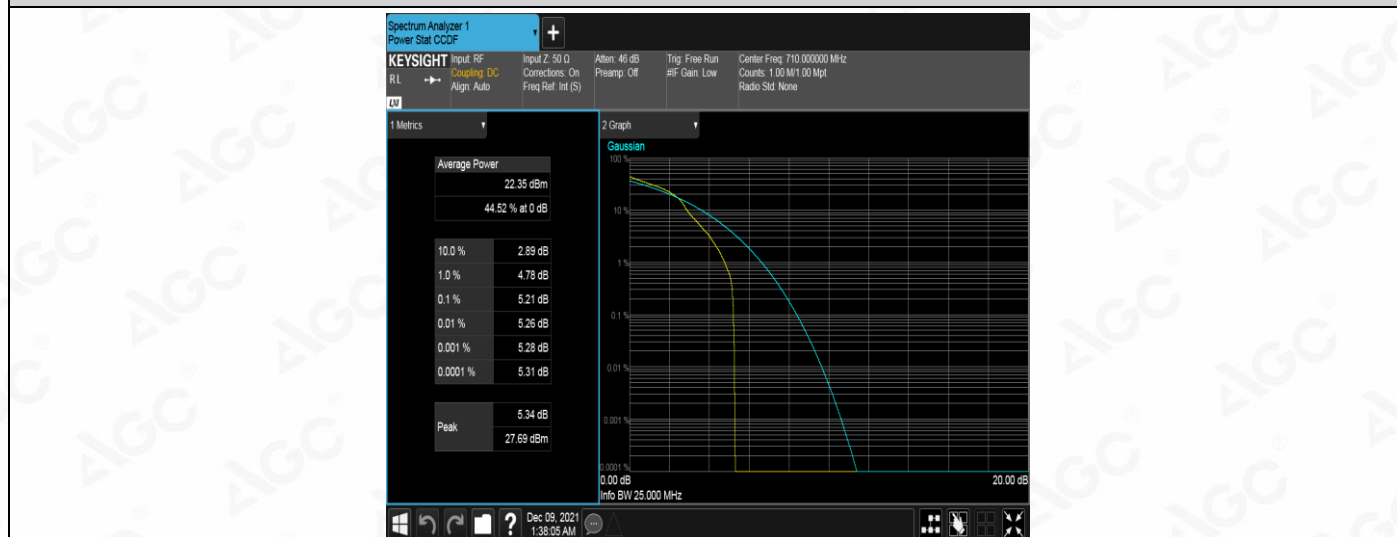 Spectrum Analyzer 1
Power Stat CCDF
+
KEYSIGHT
Input: RF
Input Z: 50 Ω
Atten: 46 dB
Trig: Free Run
Center Freq: 710.000000 MHz
RL
Coupling: DC
Corrections: On
Preamp: Off
#IF Gain: Low
Counts: 1.00 M/1.00 Mpt
Align: Auto
Freq Ref: Int (S)
Radio Std: None
LXI
1 Metrics
Average Power
22.35 dBm
44.52 % at 0 dB
10.0 % 2.89 dB
1.0 % 4.78 dB
0.1 % 5.21 dB
0.01 % 5.26 dB
0.001 % 5.28 dB
0.0001 % 5.31 dB
Peak
5.34 dB
27.69 dBm
2 Graph
Gaussian
100 %
10 %
1 %
0.1 %
0.01 %
0.001 %
0.0001 %
0.00 dB
20.00 dB
Info BW 25.000 MHz
?
Dec 09, 2021
1:38:05 AM
AGC